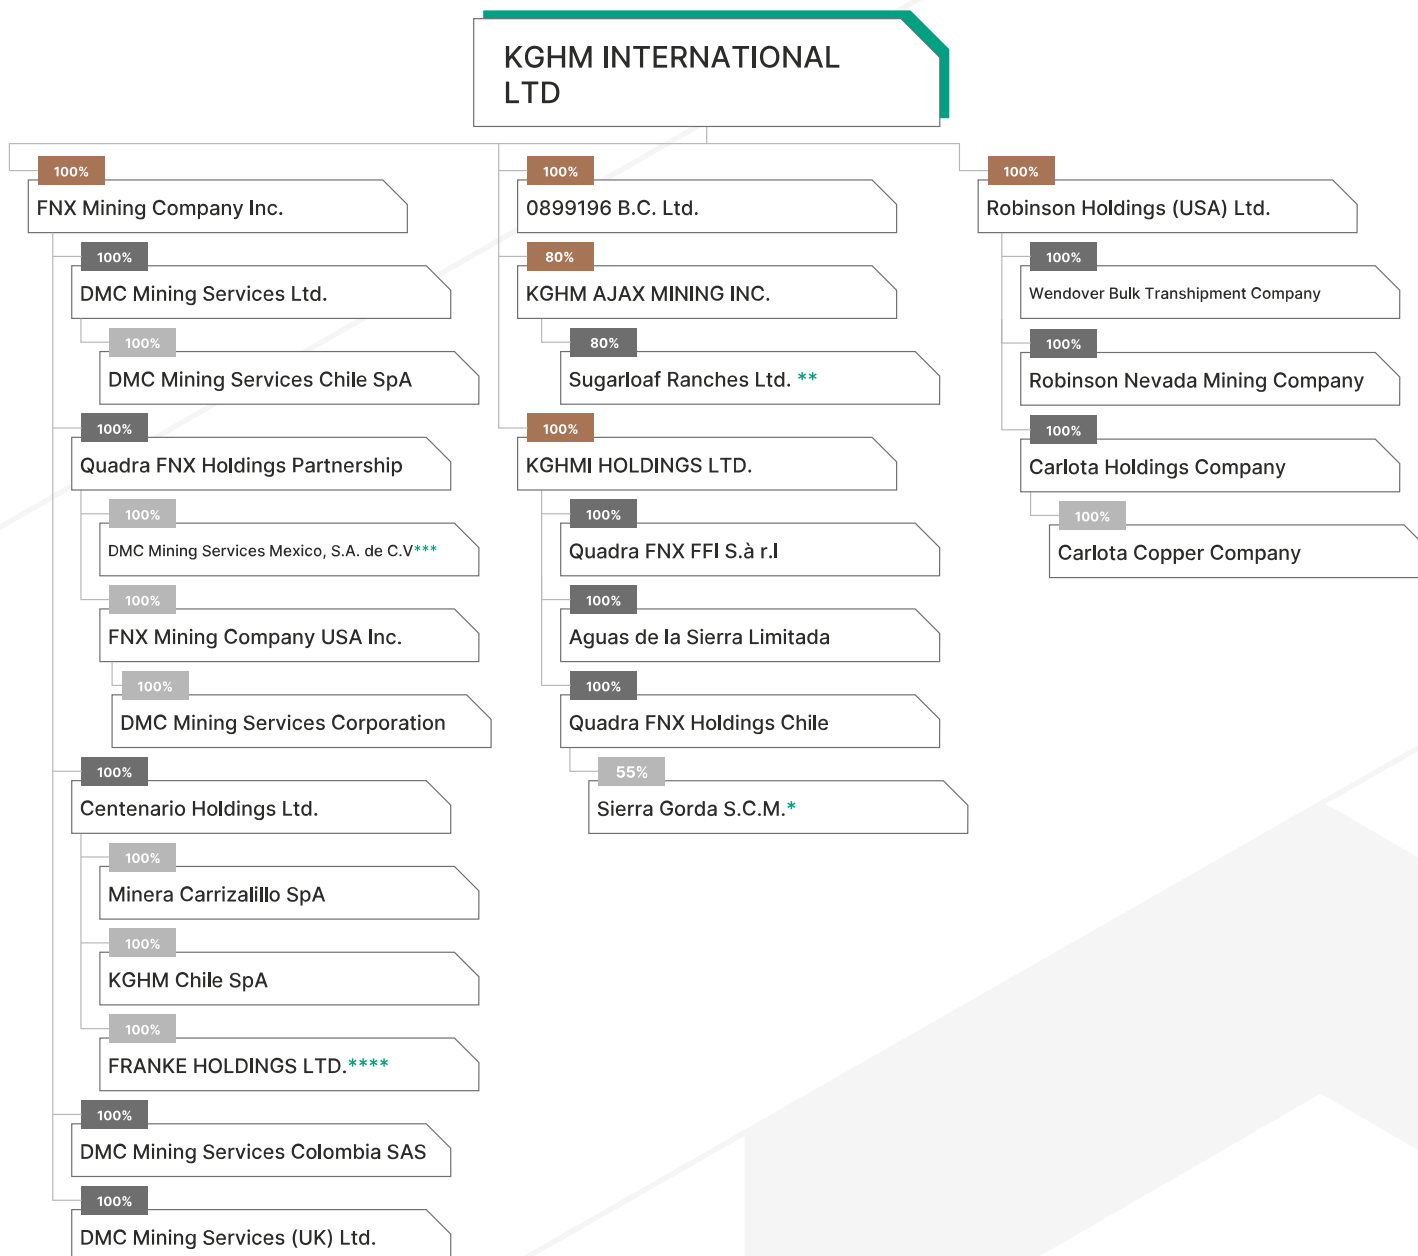 KGHM INTERNATIONAL
LTD
100%
FNX Mining Company Inc.
100%
DMC Mining Services Ltd.
100%
DMC Mining Services Chile SpA
100%
Quadra FNX Holdings Partnership
100%
DMC Mining Services Mexico, S.A. de C.V***
100%
FNX Mining Company USA Inc.
100%
DMC Mining Services Corporation
100%
Centenario Holdings Ltd.
100%
Minera Carrizalillo SpA
100%
KGHM Chile SpA
100%
FRANKE HOLDINGS LTD.****
100%
DMC Mining Services Colombia SAS
100%
DMC Mining Services (UK) Ltd.
100%
0899196 B.C. Ltd.
80%
KGHM AJAX MINING INC.
80%
Sugarloaf Ranches Ltd. **
100%
KGHMI HOLDINGS LTD.
100%
Quadra FNX FFI S.à r.l
100%
Aguas de la Sierra Limitada
100%
Quadra FNX Holdings Chile
55%
Sierra Gorda S.C.M.*
100%
Robinson Holdings (USA) Ltd.
100%
Wendover Bulk Transhipment Company
100%
Robinson Nevada Mining Company
100%
Carlota Holdings Company
100%
Carlota Copper Company